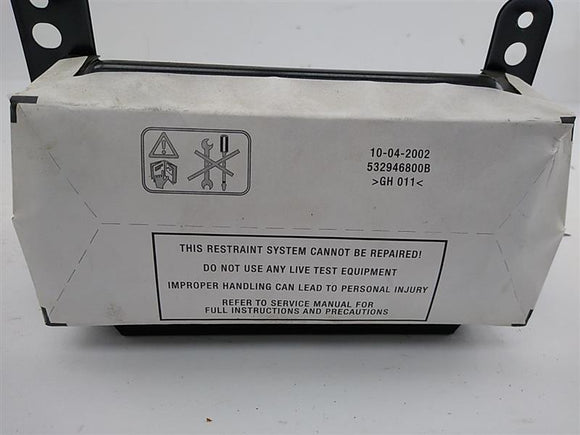 10-04-2002
532946800B
>GH 011<
THIS RESTRAINT SYSTEM CANNOT BE REPAIRED!
DO NOT USE ANY LIVE TEST EQUIPMENT
IMPROPER HANDLING CAN LEAD TO PERSONAL INJURY
REFER TO SERVICE MANUAL FOR
FULL INSTRUCTIONS AND PRECAUTIONS